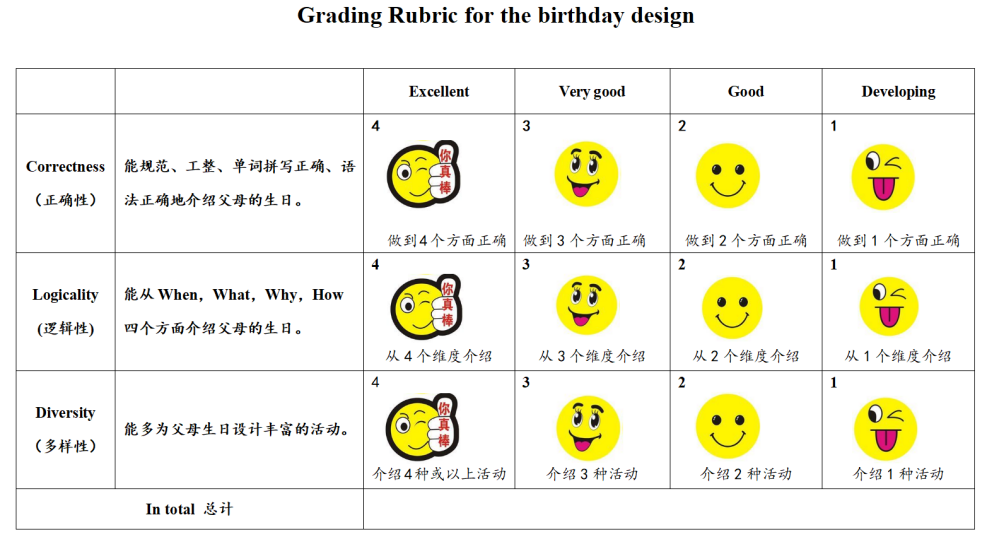 Grading Rubric for the birthday design
Excellent
Very good
Good
Developing
Correctness
（正确性）
能规范、工整、单词拼写正确、语
法正确地介绍父母的生日。
4
你真棒
做到4个方面正确
3
做到3个方面正确
2
做到2个方面正确
1
做到1个方面正确
Logicality
(逻辑性)
能从 When，What，Why，How
四个方面介绍父母的生日。
4
你真棒
从4个维度介绍
3
从3个维度介绍
2
从2个维度介绍
1
从1个维度介绍
Diversity
（多样性）
能多为父母生日设计丰富的活动。
4
你真棒
介绍4种或以上活动
3
介绍3种活动
2
介绍2种活动
1
介绍1种活动
In total 总计